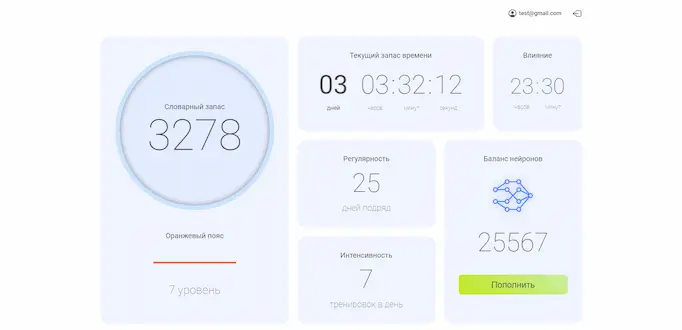 test@gmail.com
Словарный запас
3278
Оранжевый пояс
7 уровень
Текущий запас времени
03 03:32:12
дней часов минут секунд
Влияние
23:30
часов минут
Регулярность
25
дней подряд
Интенсивность
7
тренировок в день
Баланс нейронов
25567
Пополнить